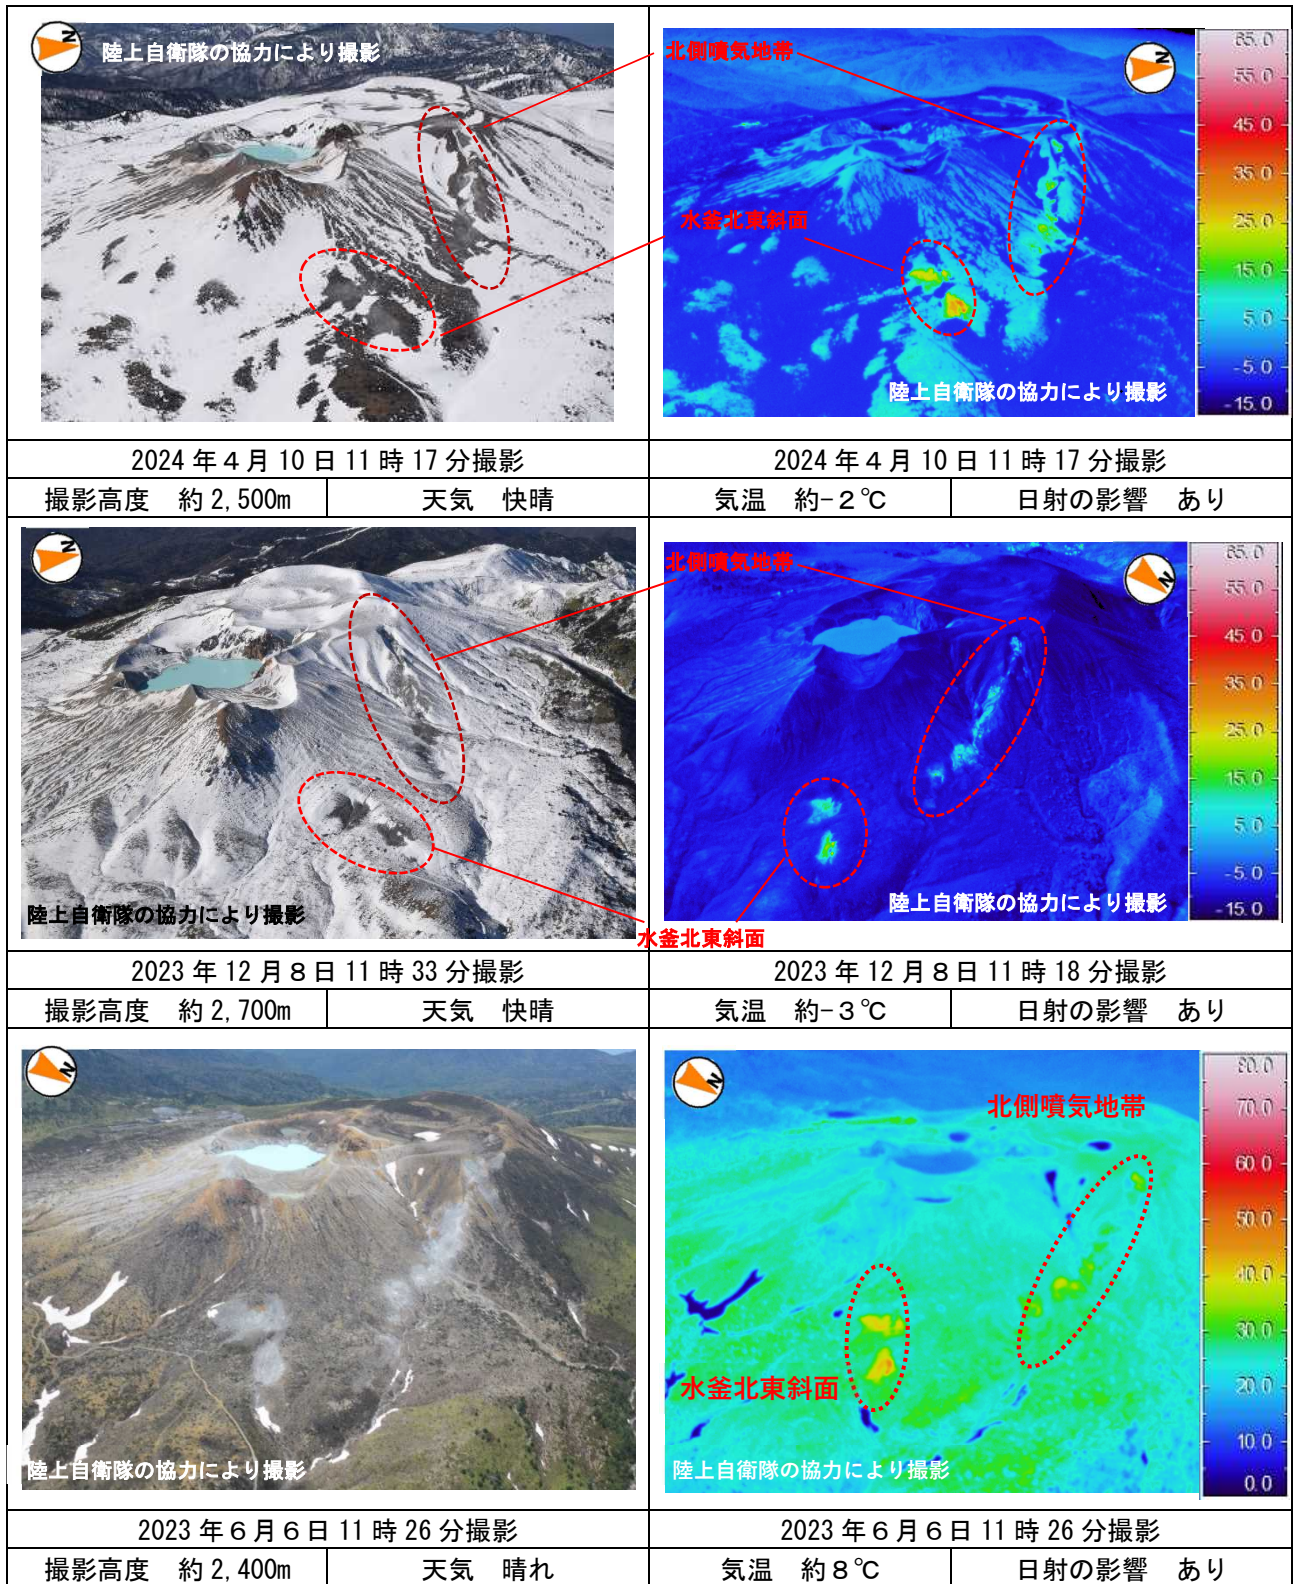 N
陸上自衛隊の協力により撮影
北側噴気地帯
水釜北東斜面
N
65.0
55.0
45.0
35.0
25.0
15.0
5.0
-5.0
-15.0
陸上自衛隊の協力により撮影
2024年4月10日11時17分撮影
2024年4月10日11時17分撮影
撮影高度 約2,500m
天気 快晴
気温 約-2℃
日射の影響 あり
N
北側噴気地帯
N
65.0
55.0
45.0
35.0
25.0
15.0
5.0
-5.0
-15.0
陸上自衛隊の協力により撮影
陸上自衛隊の協力により撮影
水釜北東斜面
2023年12月8日11時33分撮影
2023年12月8日11時18分撮影
撮影高度 約2,700m
天気 快晴
気温 約-3℃
日射の影響 あり
N
N
北側噴気地帯
80.0
70.0
60.0
50.0
40.0
30.0
20.0
10.0
0.0
水釜北東斜面
陸上自衛隊の協力により撮影
陸上自衛隊の協力により撮影
2023年6月6日11時26分撮影
2023年6月6日11時26分撮影
撮影高度 約2,400m
天気 晴れ
気温 約8℃
日射の影響 あり